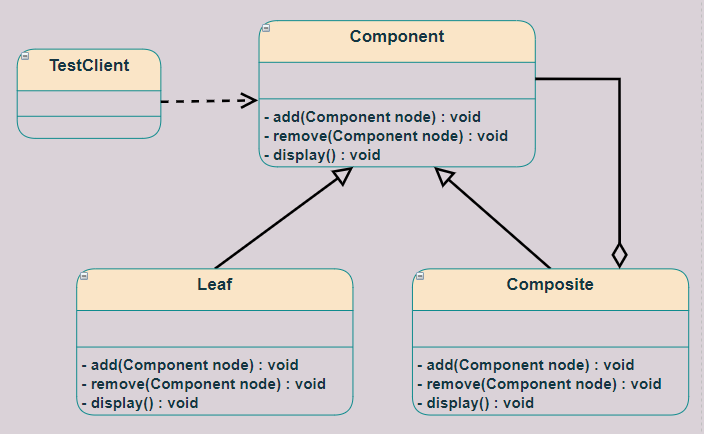 TestClient
Component
- add(Component node) : void
- remove(Component node) : void
- display() : void
Leaf
- add(Component node) : void
- remove(Component node) : void
- display() : void
Composite
- add(Component node) : void
- remove(Component node) : void
- display() : void